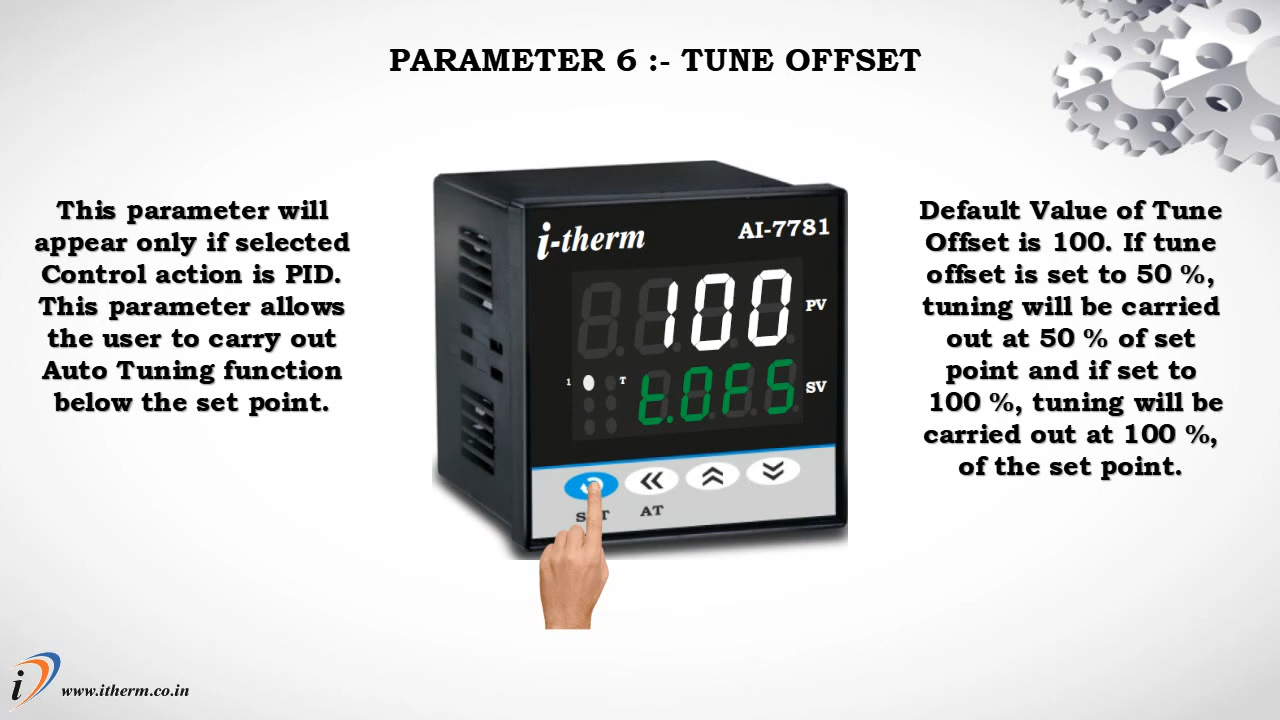 PARAMETER 6 :- TUNE OFFSET
This parameter will
appear only if selected
Control action is PID.
This parameter allows
the user to carry out
Auto Tuning function
below the set point.
i-therm
AI-7781
100
PV
1
T
t.OFS
SV
AT
Default Value of Tune
Offset is 100. If tune
offset is set to 50 %,
tuning will be carried
out at 50 % of set
point and if set to
100 %, tuning will be
carried out at 100 %,
of the set point.
i
www.itherm.co.in